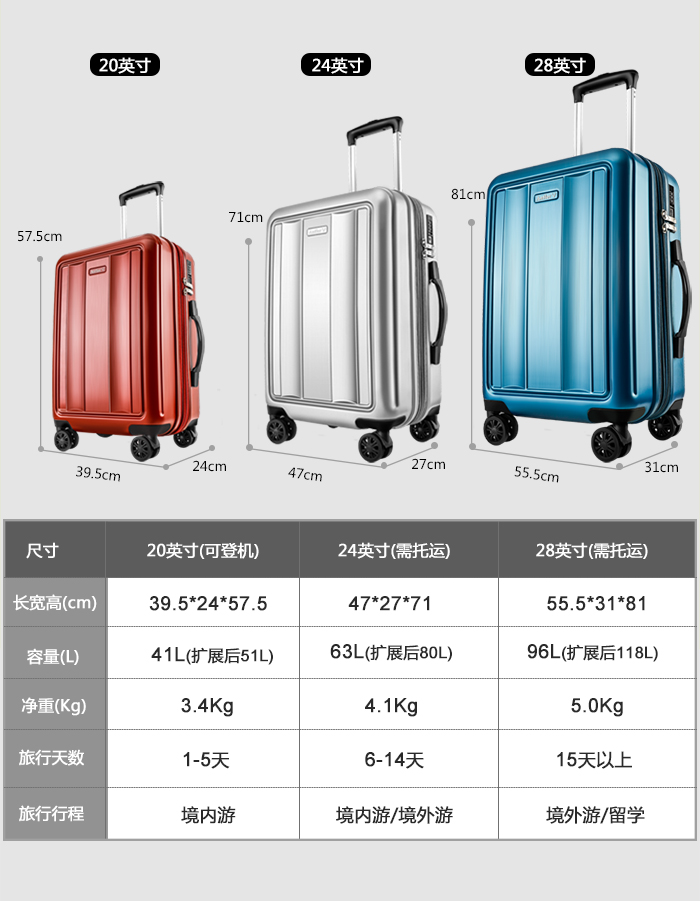 20英寸
24英寸
28英寸
57.5cm
39.5cm
24cm
71cm
47cm
27cm
81cm
55.5cm
31cm
尺寸 20英寸(可登机) 24英寸(需托运) 28英寸(需托运)
长宽高(cm) 39.5*24*57.5 47*27*71 55.5*31*81
容量(L) 41L(扩展后51L) 63L(扩展后80L) 96L(扩展后118L)
净重(Kg) 3.4Kg 4.1Kg 5.0Kg
旅行天数 1-5天 6-14天 15天以上
旅行行程 境内游 境内游/境外游 境外游/留学